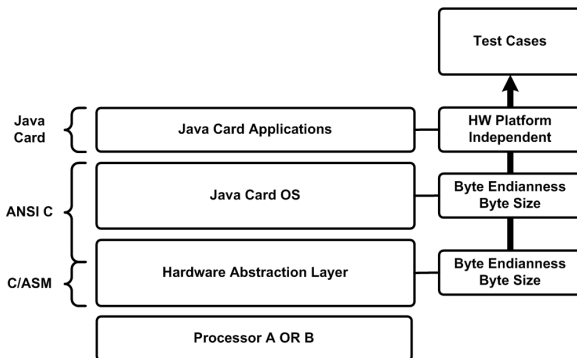 Test Cases
Java
Card
Java Card Applications
HW Platform
Independent
ANSI C
Java Card OS
Byte Endianness
Byte Size
C/ASM
Hardware Abstraction Layer
Byte Endianness
Byte Size
Processor A OR B